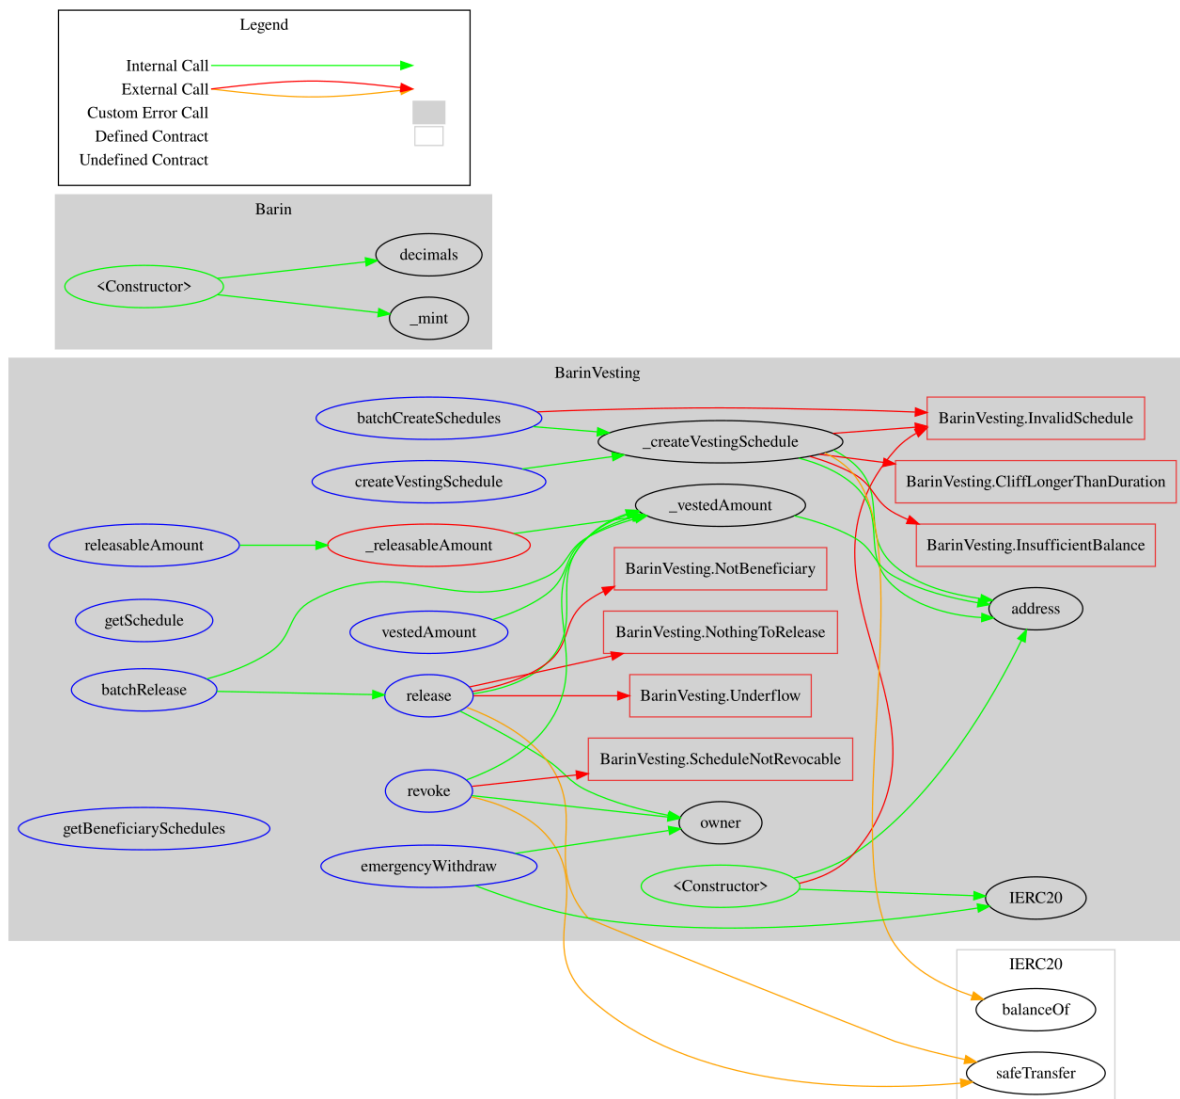 Legend
Internal Call
External Call
Custom Error Call
Defined Contract
Undefined Contract
Barin
<Constructor>
decimals
_mint
BarinVesting
batchCreateSchedules
createVestingSchedule
_createVestingSchedule
BarinVesting.InvalidSchedule
BarinVesting.CliffLongerThanDuration
BarinVesting.InsufficientBalance
releasableAmount
_releasableAmount
_vestedAmount
getSchedule
vestedAmount
BarinVesting.NotBeneficiary
BarinVesting.NothingToRelease
address
batchRelease
release
BarinVesting.Underflow
BarinVesting.ScheduleNotRevocable
revoke
owner
getBeneficiarySchedules
emergencyWithdraw
<Constructor>
IERC20
IERC20
balanceOf
safeTransfer